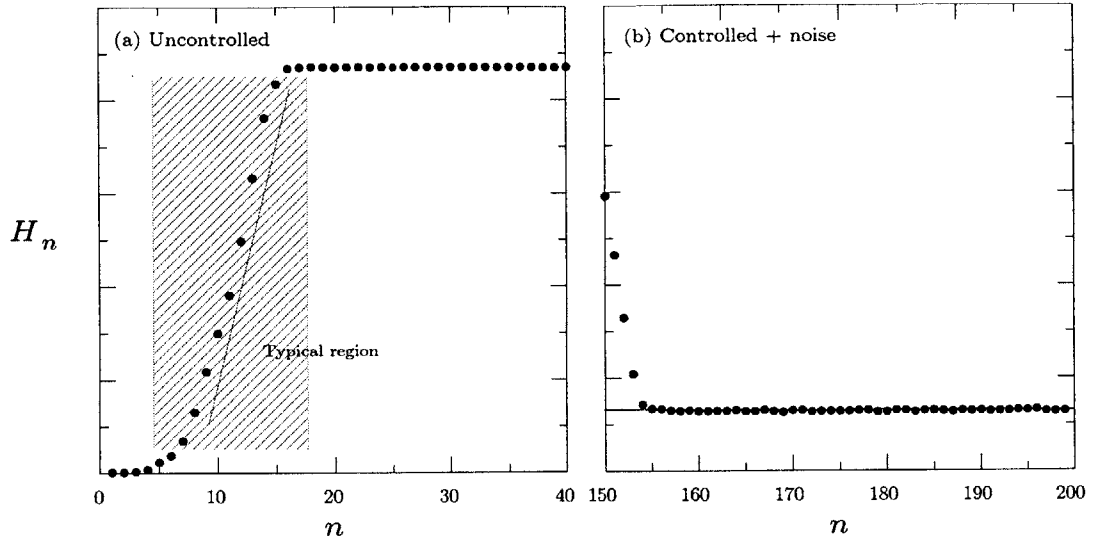 (a) Uncontrolled
(b) Controlled + noise
H_n
Typical region
0 10 20 30 40
150 160 170 180 190 200
n
n